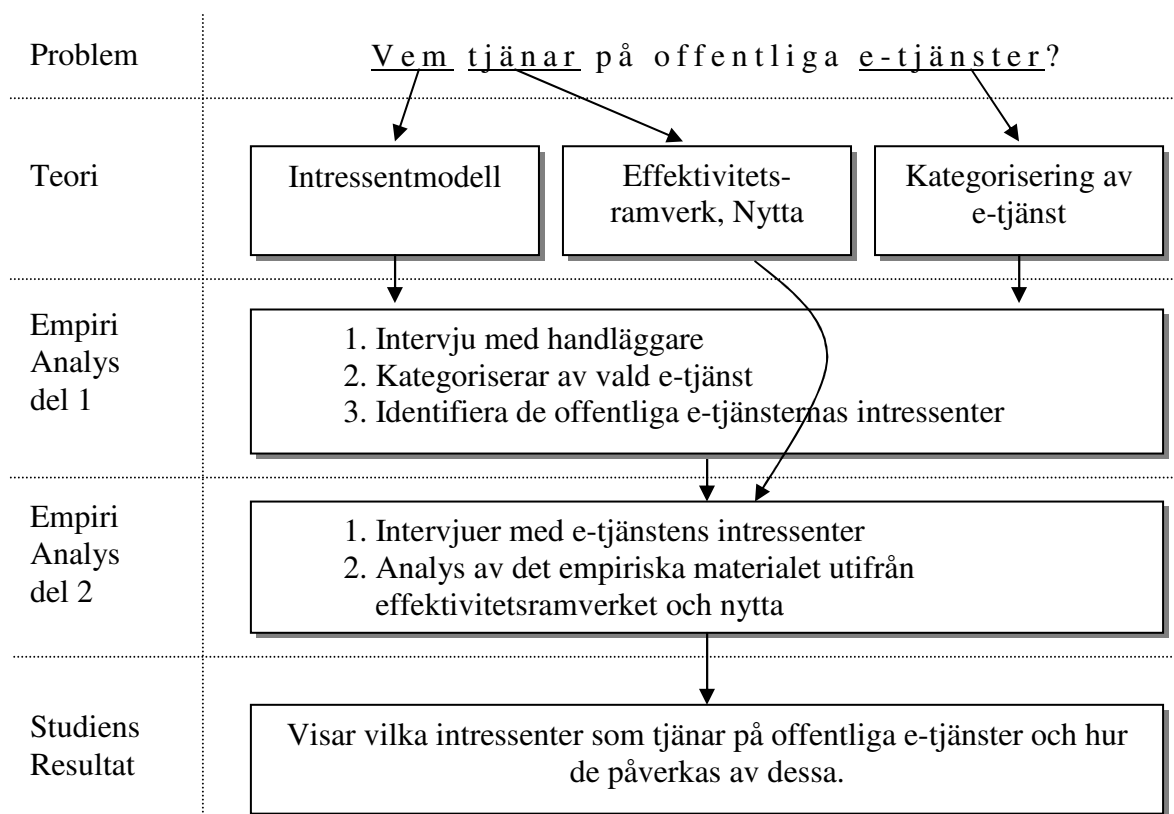 Problem
Vem tjänar på offentliga e-tjänster?
Teori
Intressentmodell
Effektivitets-
ramverk, Nytta
Kategorisering av
e-tjänst
Empiri
Analys
del 1
1. Intervju med handläggare
2. Kategoriserar av vald e-tjänst
3. Identifiera de offentliga e-tjänsternas intressenter
Empiri
Analys
del 2
1. Intervjuer med e-tjänstens intressenter
2. Analys av det empiriska materialet utifrån
effektivitetsramverket och nytta
Studiens
Resultat
Visar vilka intressenter som tjänar på offentliga e-tjänster och hur
de påverkas av dessa.